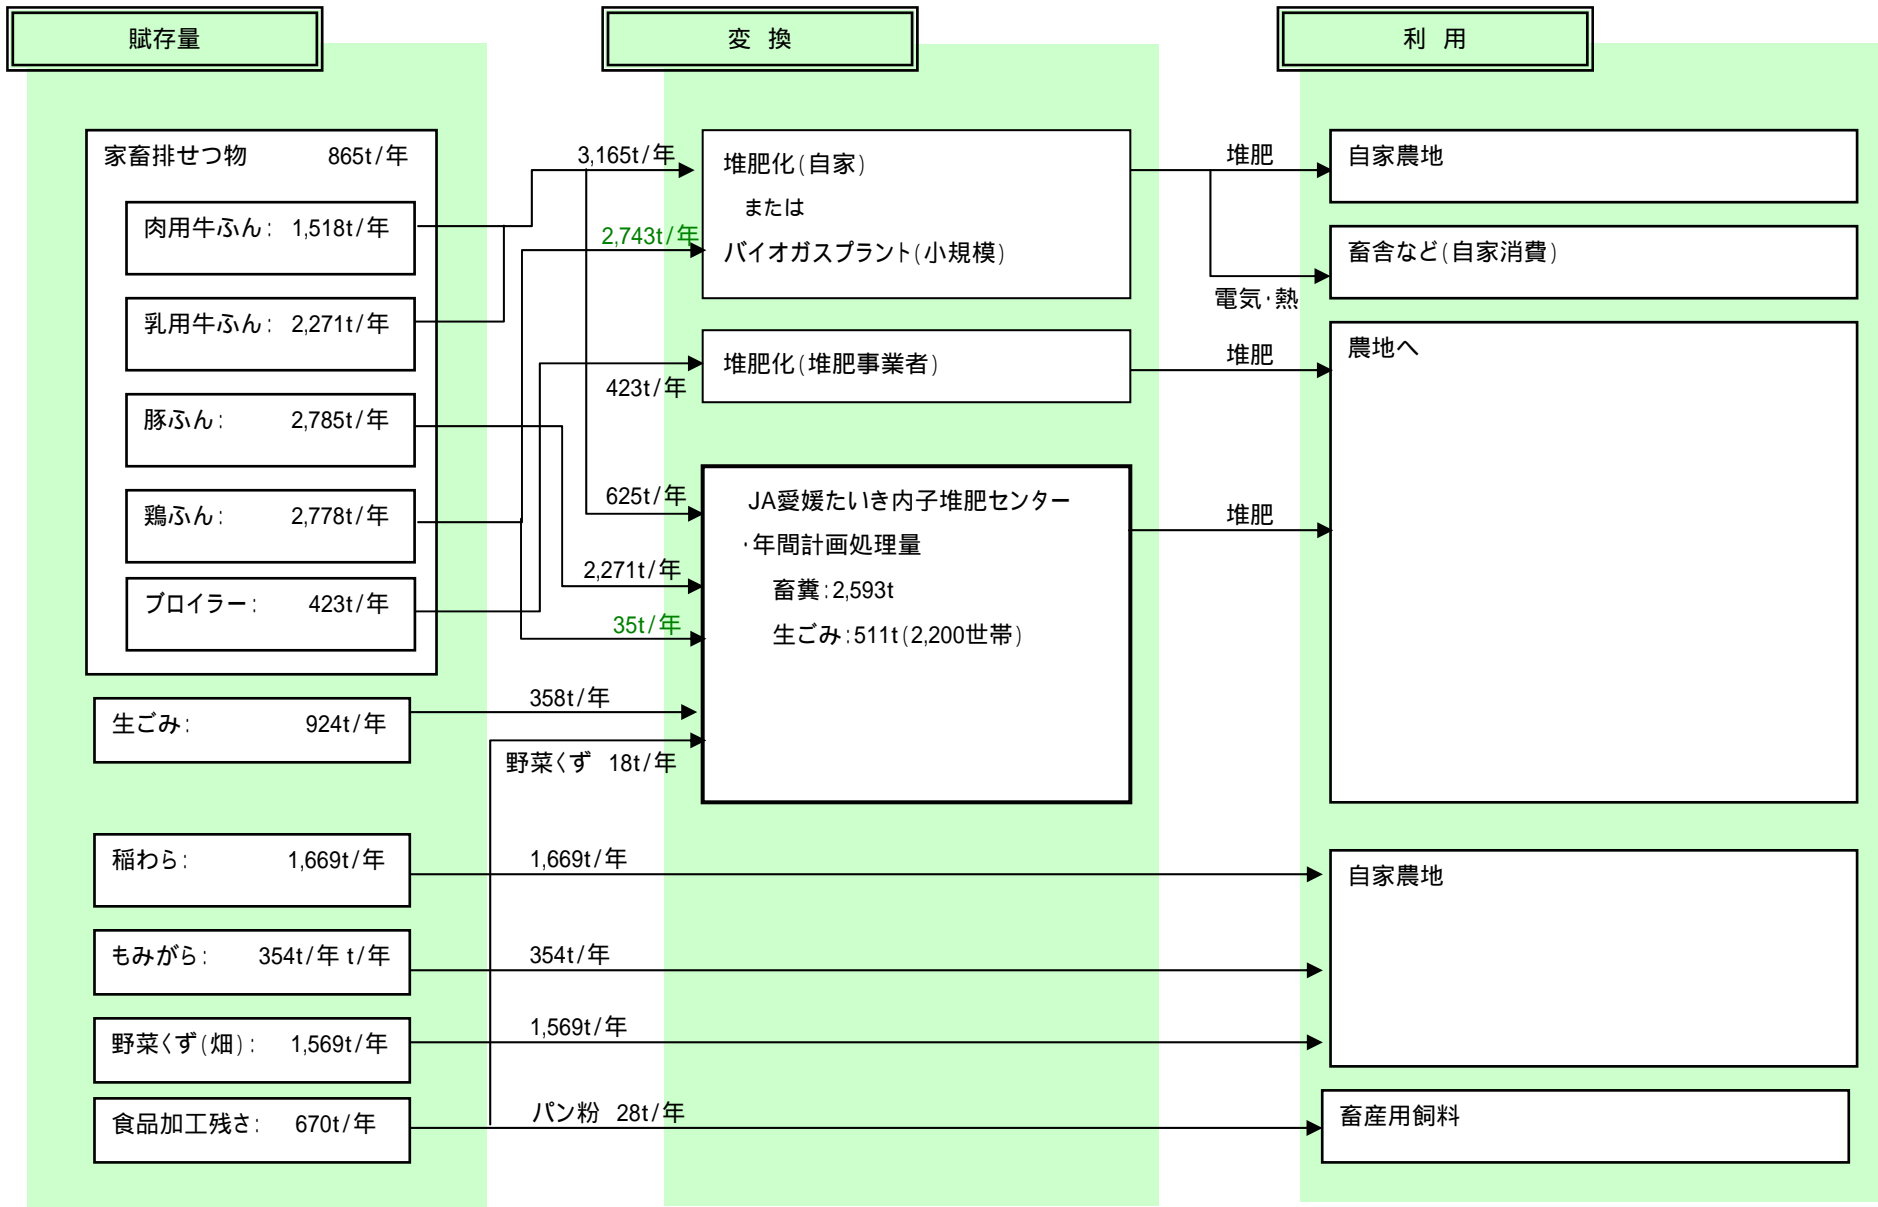 賦存量
変 換
利 用
家畜排せつ物 865t/年
肉用牛ふん: 1,518t/年
乳用牛ふん: 2,271t/年
豚ふん: 2,785t/年
鶏ふん: 2,778t/年
ブロイラー: 423t/年
生ごみ: 924t/年
稲わら: 1,669t/年
もみがら: 354t/年 t/年
野菜くず(畑): 1,569t/年
食品加工残さ: 670t/年
3,165t/年
2,743t/年
423t/年
625t/年
2,271t/年
35t/年
358t/年
野菜くず 18t/年
1,669t/年
354t/年
1,569t/年
パン粉 28t/年
堆肥化(自家)
または
バイオガスプラント(小規模)
堆肥化(堆肥事業者)
JA愛媛たいき内子堆肥センター
・年間計画処理量
畜糞:2,593t
生ごみ:511t(2,200世帯)
堆肥
電気・熱
堆肥
堆肥
自家農地
畜舎など(自家消費)
農地へ
自家農地
畜産用飼料